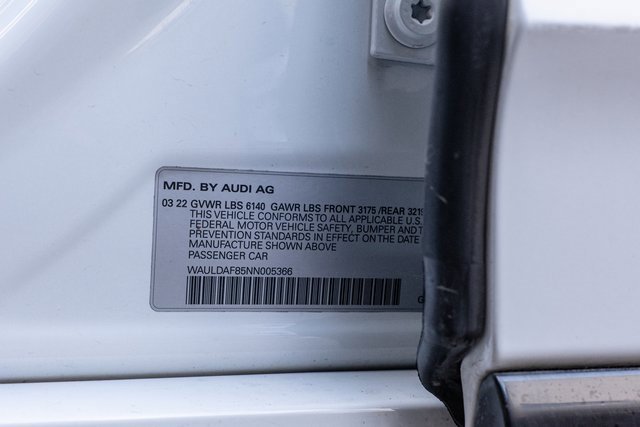 MFD. BY AUDI AG
03 22 GVWR LBS 6140 GAWR LBS FRONT 3175 /REAR 3219
THIS VEHICLE CONFORMS TO ALL APPLICABLE U.S.
FEDERAL MOTOR VEHICLE SAFETY, BUMPER AND
PREVENTION STANDARDS IN EFFECT ON THE DATE
MANUFACTURE SHOWN ABOVE
PASSENGER CAR
WAULDAF85NN005366